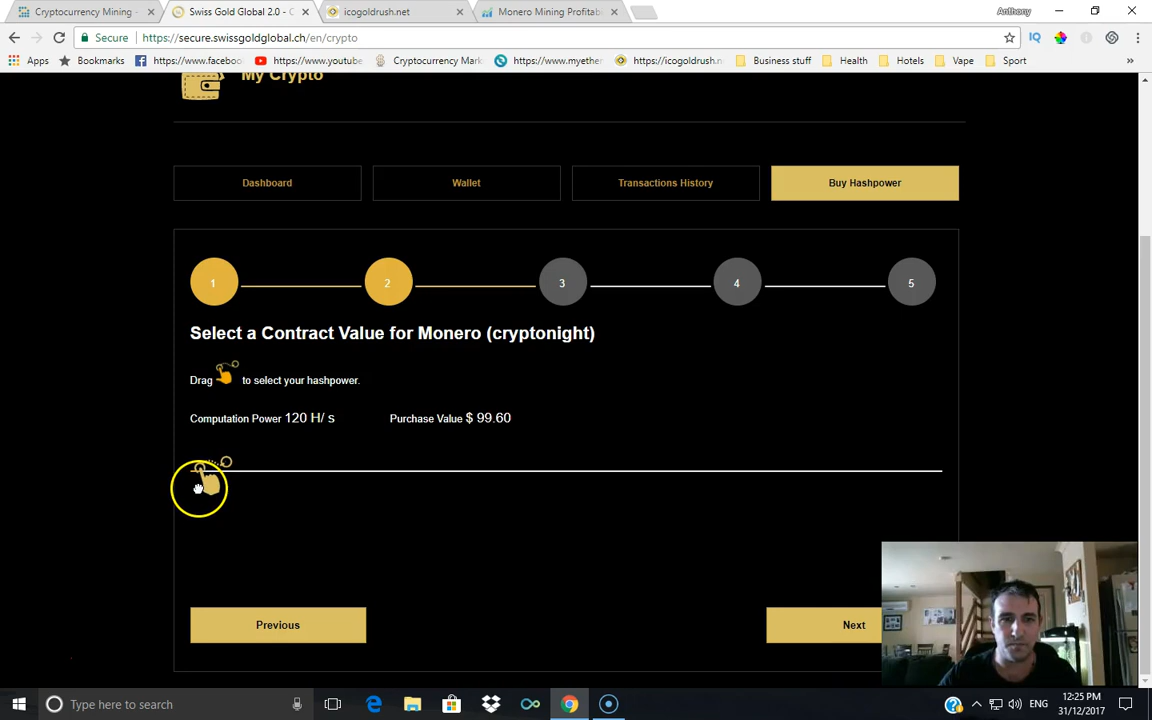 Cryptocurrency Mining -
Swiss Gold Global 2.0 - C
icogoldrush.net
Monero Mining Profitab
Anthony
Secure
https://secure.swissgoldglobal.ch/en/crypto
Apps
Bookmarks
https://www.faceboo
https://www.youtube
Cryptocurrency Mark
https://www.myether
https://icogoldrush.n
Business stuff
Health
Hotels
Vape
Sport
My Crypto
Dashboard
Wallet
Transactions History
Buy Hashpower
1
2
3
4
5
Select a Contract Value for Monero (cryptonight)
Drag to select your hashpower.
Computation Power 120 H/ s
Purchase Value $ 99.60
Previous
Next
Type here to search
ENG
12:25 PM
31/12/2017